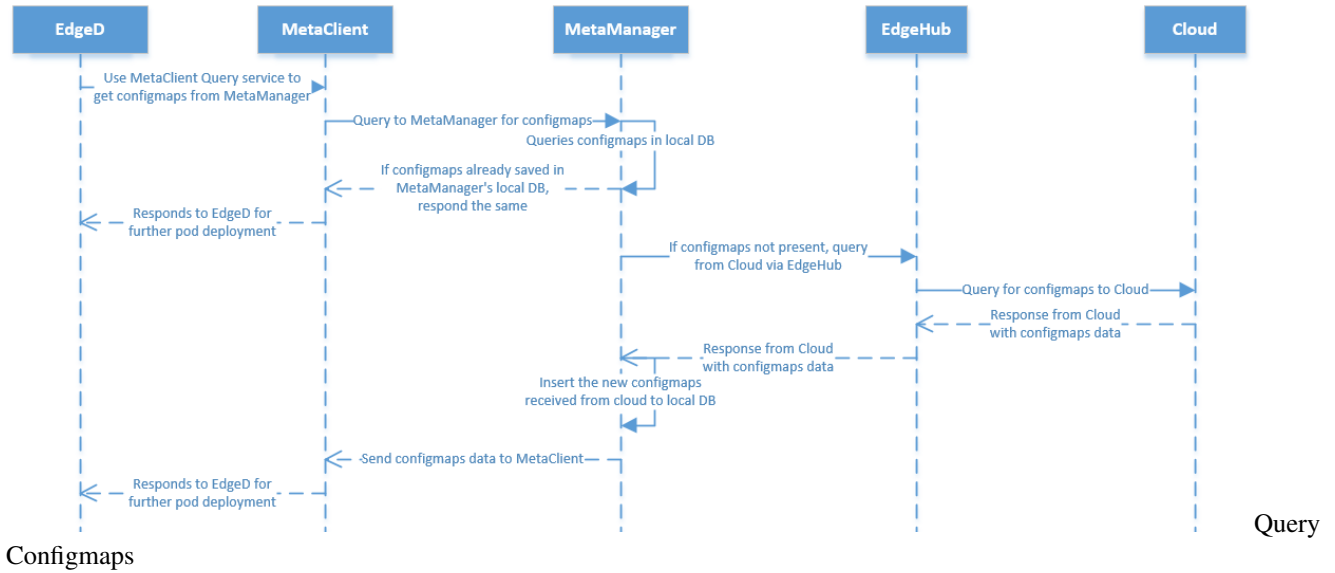 EdgeD MetaClient MetaManager EdgeHub Cloud
Use MetaClient Query service to
get configmaps from MetaManager
Query to MetaManager for configmaps
Queries configmaps in local DB
If configmaps already saved in
MetaManager's local DB,
respond the same
Responds to EdgeD for
further pod deployment
If configmaps not present, query
from Cloud via EdgeHub
Query for configmaps to Cloud
Response from Cloud
with configmaps data
Response from Cloud
with configmaps data
Insert the new configmaps
received from cloud to local DB
Send configmaps data to MetaClient
Responds to EdgeD for
further pod deployment
Query
Configmaps